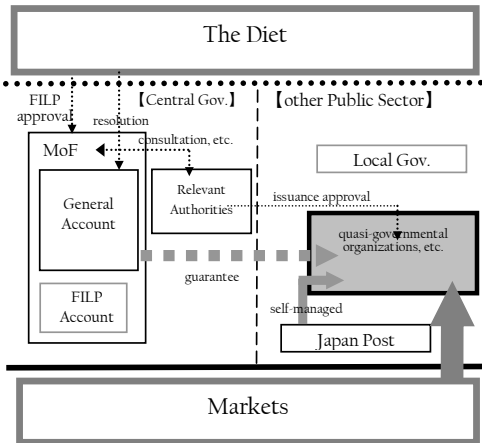 The Diet
FILP
approval
【Central Gov.】
【other Public Sector】
resolution
consultation, etc.
MoF
Local Gov.
General
Account
Relevant
Authorities
issuance approval
quasi-governmental
organizations, etc.
guarantee
FILP
Account
self-managed
Japan Post
Markets